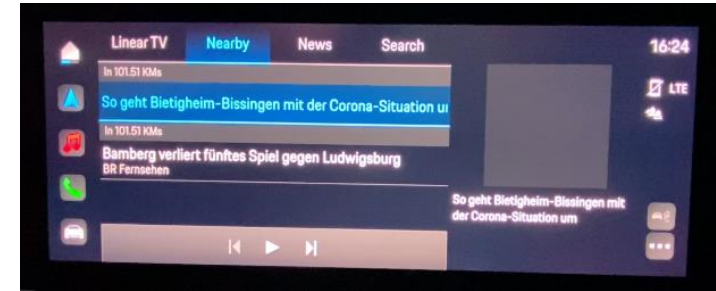 Linear TV Nearby News Search 16:24
In 101.51 KMs
LTE
So geht Bietigheim-Bissingen mit der Corona-Situation
In 101.51 KMs
Bamberg verliert fünftes Spiel gegen Ludwigsburg
BR Fernsehen
So geht Bietigheim-Bissingen mit
der Corona-Situation um